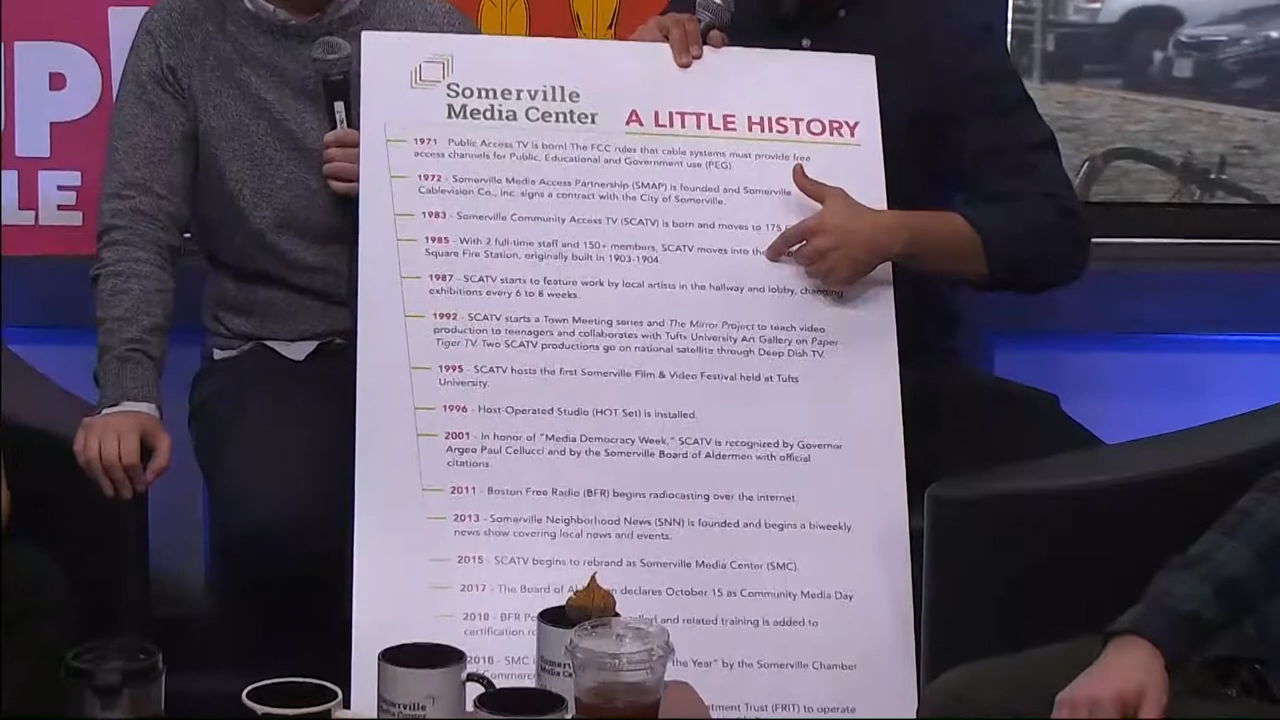 UP!
LE
Somerville
Media Center
A LITTLE HISTORY
1971 Public Access TV is born! The FCC rules that cable systems must provide free
access channels for Public, Educational and Government use (PEG).
1972 - Somerville Media Access Partnership (SMAP) is founded and Somerville
Cablevision Co., Inc. signs a contract with the City of Somerville.
1983 - Somerville Community Access TV (SCATV) is born and moves to 175
1985 - With 2 full-time staff and 150+ members, SCATV moves into the
Square Fire Station, originally built in 1903-1904.
1987 - SCATV starts to feature work by local artists in the hallway and lobby, changing
exhibitions every 6 to 8 weeks.
1992 - SCATV starts a Town Meeting series and The Mirror Project to teach video
production to teenagers and collaborates with Tufts University Art Gallery on Paper
Tiger TV. Two SCATV productions go on national satellite through Deep Dish TV.
1995 - SCATV hosts the first Somerville Film & Video Festival held at Tufts
University.
1996 - Host-Operated Studio (HOT Set) is installed.
2001 - In honor of "Media Democracy Week," SCATV is recognized by Governor
Argeo Paul Cellucci and by the Somerville Board of Aldermen with official
citations.
2011 - Boston Free Radio (BFR) begins radiocasting over the internet.
2013 - Somerville Neighborhood News (SNN) is founded and begins a biweekly
news show covering local news and events.
2015 - SCATV begins to rebrand as Somerville Media Center (SMC).
2017 - The Board of declares October 15 as Community Media Day
2018 - BFR and related training is added to
certification
2018 - SMC the Year" by the Somerville Chamber
Trust (FRIT) to operate
Somerville
Media Center